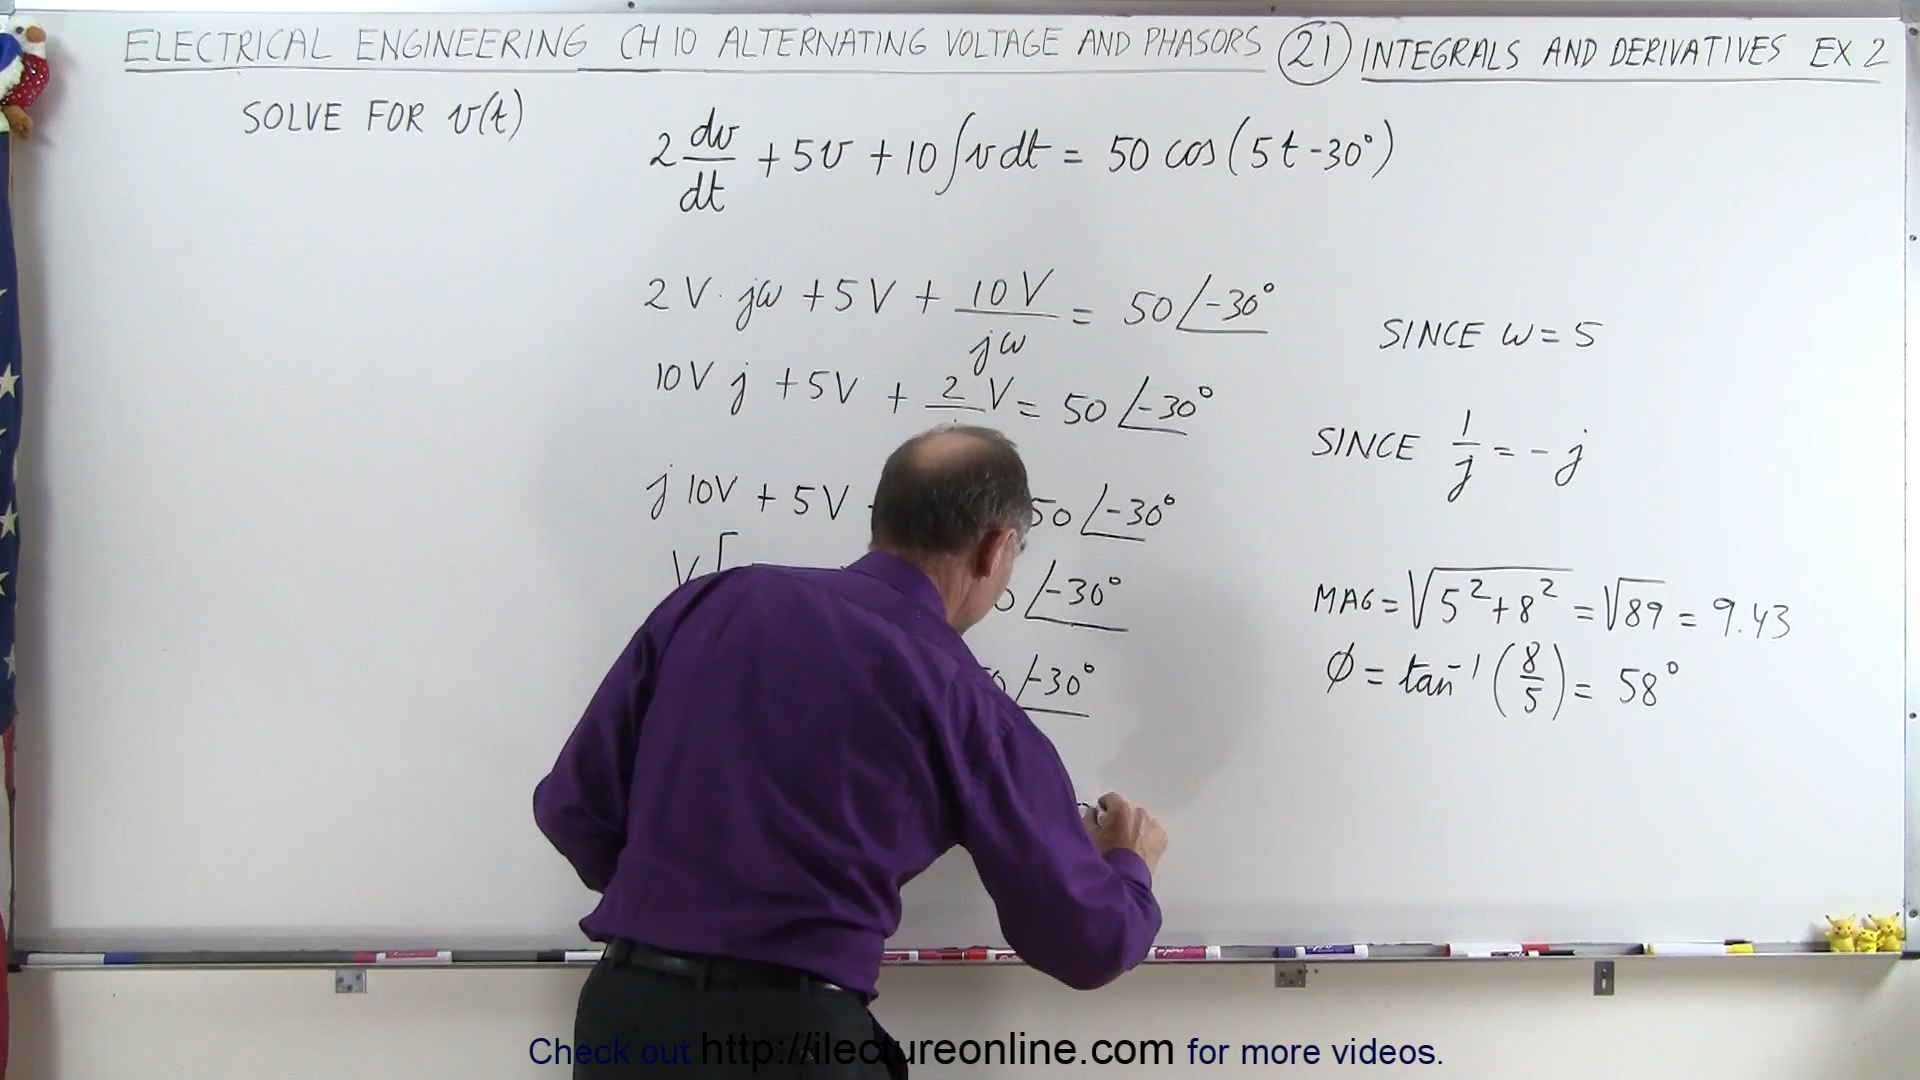 ELECTRICAL ENGINEERING CH 10 ALTERNATING VOLTAGE AND PHASORS (21) INTEGRALS AND DERIVATIVES EX 2
SOLVE FOR v(t)
2 dv/dt + 5v + 10 ∫v dt = 50 cos(5t - 30°)
2 V · jω + 5V + 10V/jω = 50 ∠-30°
SINCE ω = 5
10V j + 5V + 2/ V = 50 ∠-30°
SINCE 1/j = -j
j 10V + 5V 50 ∠-30°
V[ ∠-30°
MAG = √(5² + 8²) = √89 = 9.43
∠-30°
φ = tan⁻¹(8/5) = 58°
Check out http://ilectureonline.com for more videos.